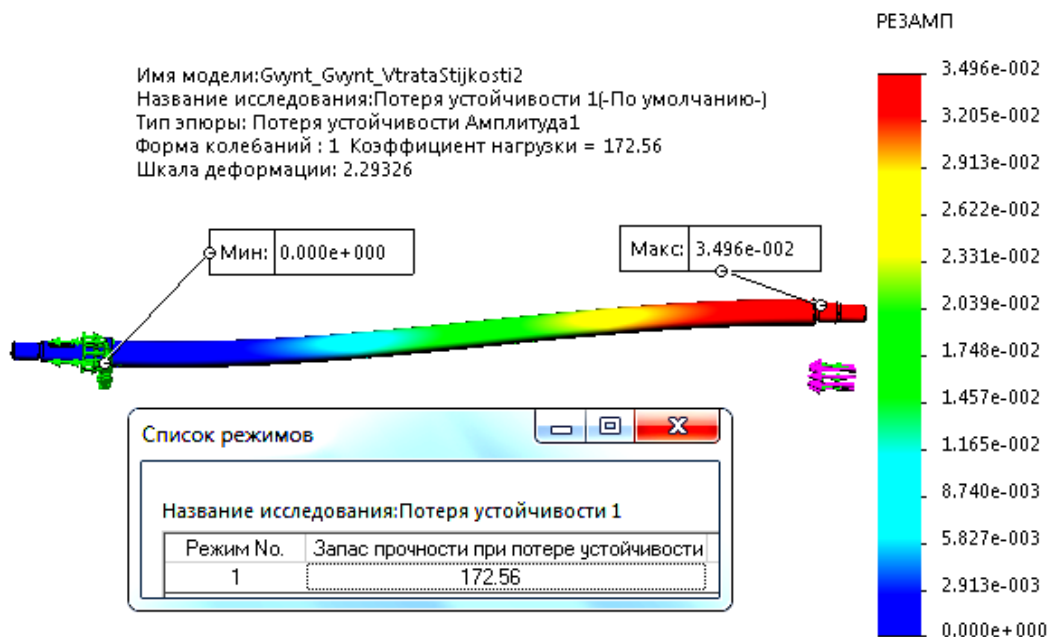 РЕЗАМП
Имя модели:Gvynt_Gvynt_VtrataStijkosti2
Название исследования:Потеря устойчивости 1(-По умолчанию-)
Тип эпюры: Потеря устойчивости Амплитуда1
Форма колебаний : 1 Коэффициент нагрузки = 172.56
Шкала деформации: 2.29326
Мин: 0.000e+000
Макс: 3.496e-002
3.496e-002
3.205e-002
2.913e-002
2.622e-002
2.331e-002
2.039e-002
1.748e-002
1.457e-002
1.165e-002
8.740e-003
5.827e-003
2.913e-003
0.000e+000
Список режимов
Название исследования:Потеря устойчивости 1
Режим No. Запас прочности при потере устойчивости
1 172.56